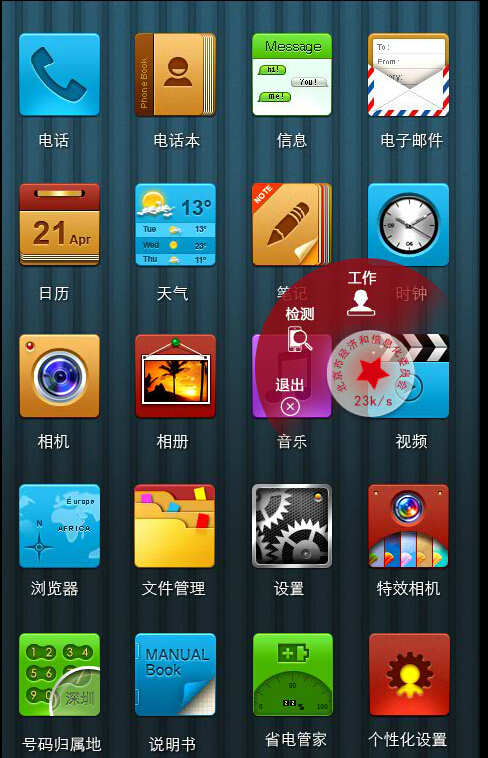 Phone Book
Message
hi!
You!
me!
To:
From:
电话
电话本
信息
电子邮件
21 Apr
13°
Tue 13°
Wed 23°
Thu 11°
NOTE
日历
天气
笔记
时钟
工作
检测
退出
北京市经济和信息化委员会
23k/s
相机
相册
音乐
视频
Europe
AFRICA
N
浏览器
文件管理
设置
特效相机
1 2 3 4
5 6 7
9 0
深圳
MANUAL
Book
0 50 100
22%
号码归属地
说明书
省电管家
个性化设置